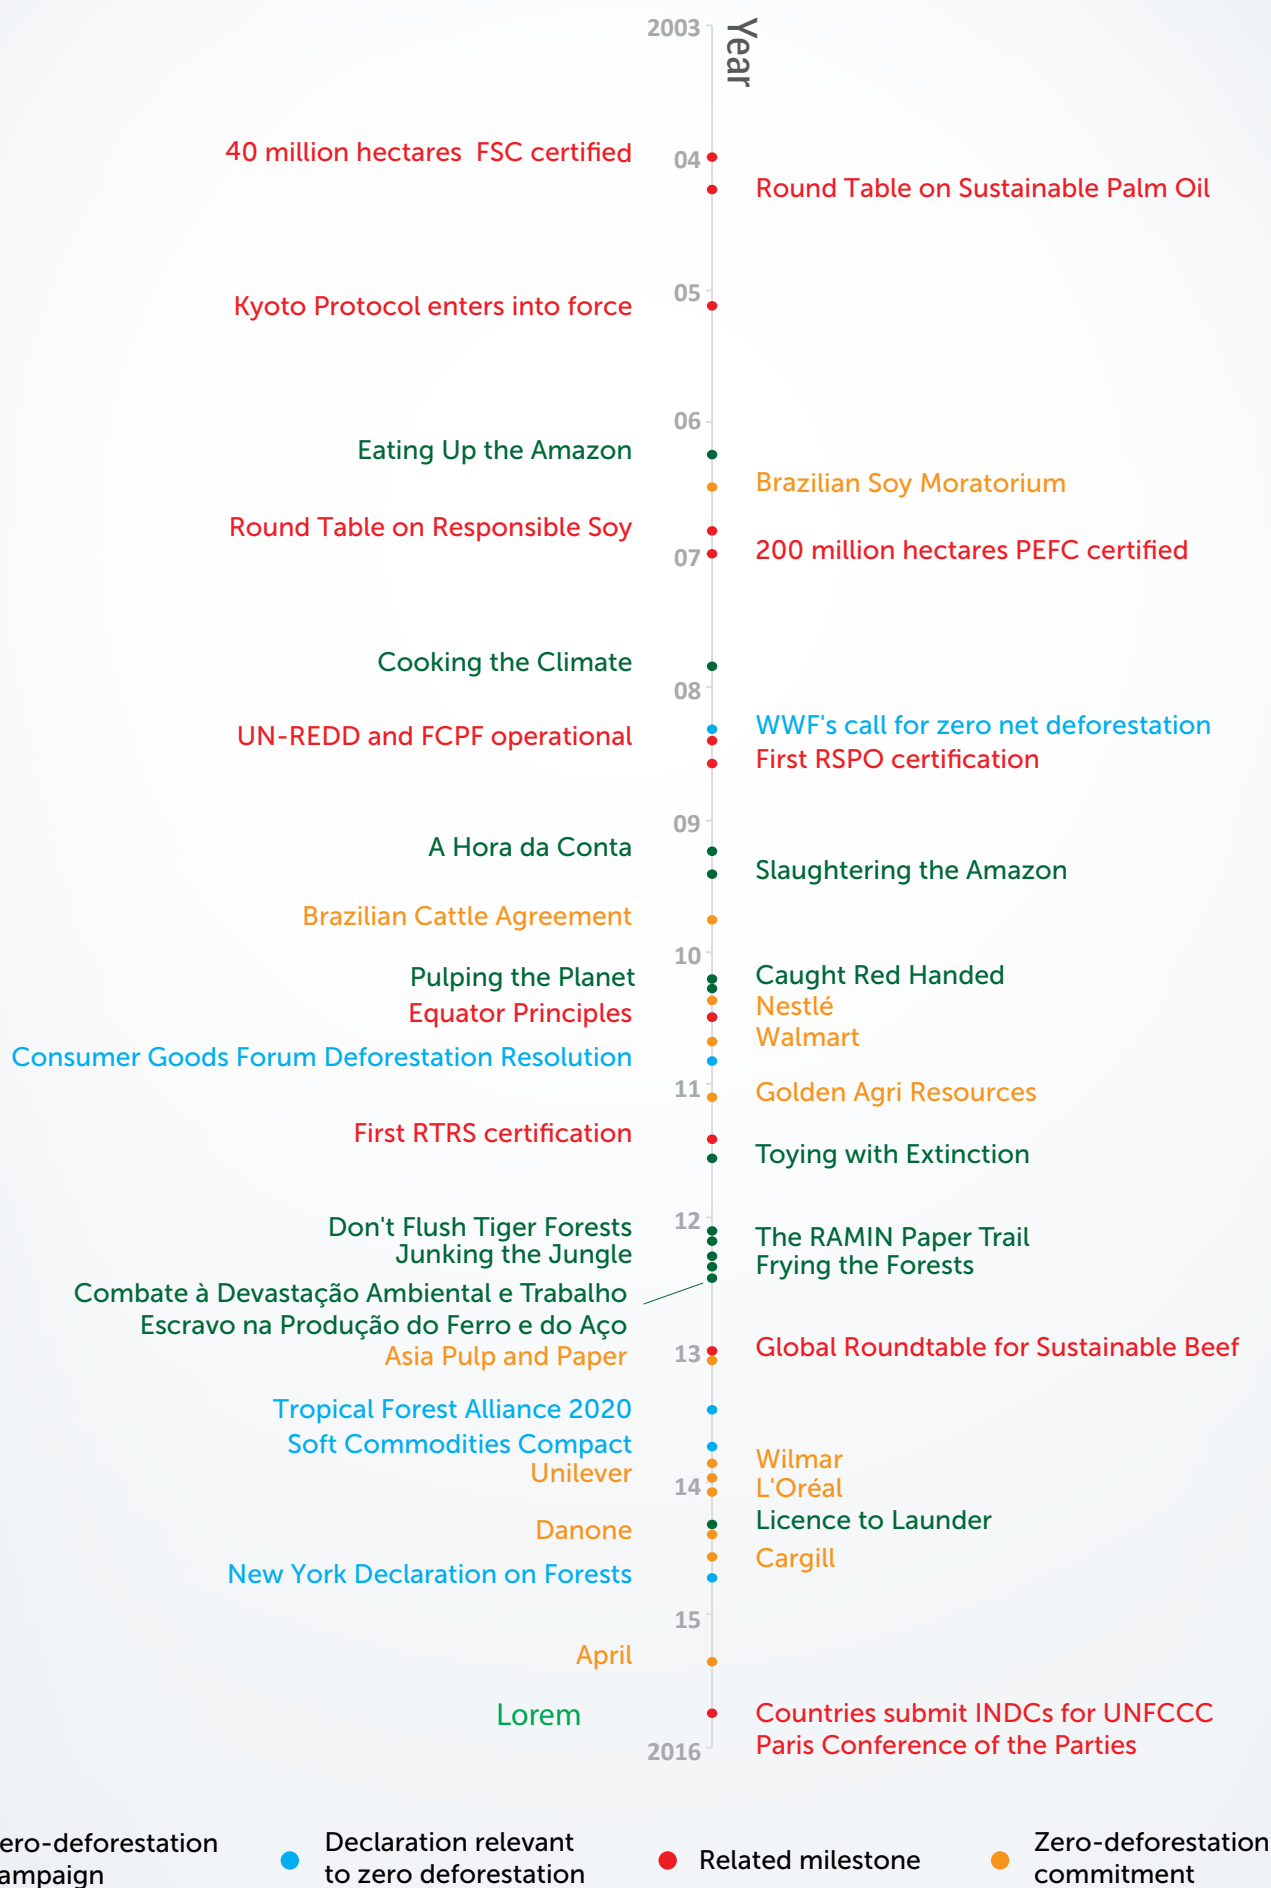 2003
Year
40 million hectares FSC certified
04
Round Table on Sustainable Palm Oil
05
Kyoto Protocol enters into force
06
Eating Up the Amazon
Brazilian Soy Moratorium
Round Table on Responsible Soy
07
200 million hectares PEFC certified
Cooking the Climate
08
WWF's call for zero net deforestation
UN-REDD and FCPF operational
First RSPO certification
09
A Hora da Conta
Slaughtering the Amazon
Brazilian Cattle Agreement
10
Pulping the Planet
Caught Red Handed
Equator Principles
Nestlé
Walmart
Consumer Goods Forum Deforestation Resolution
11
Golden Agri Resources
First RTRS certification
Toying with Extinction
12
Don't Flush Tiger Forests
The RAMIN Paper Trail
Junking the Jungle
Frying the Forests
Combate à Devastação Ambiental e Trabalho
Escravo na Produção do Ferro e do Aço
13
Global Roundtable for Sustainable Beef
Asia Pulp and Paper
Tropical Forest Alliance 2020
Soft Commodities Compact
Wilmar
Unilever
14
L'Oréal
Licence to Launder
Danone
Cargill
New York Declaration on Forests
15
April
Lorem
Countries submit INDCs for UNFCCC
Paris Conference of the Parties
2016
ero-deforestation
ampaign
Declaration relevant
to zero deforestation
Related milestone
Zero-deforestation
commitment